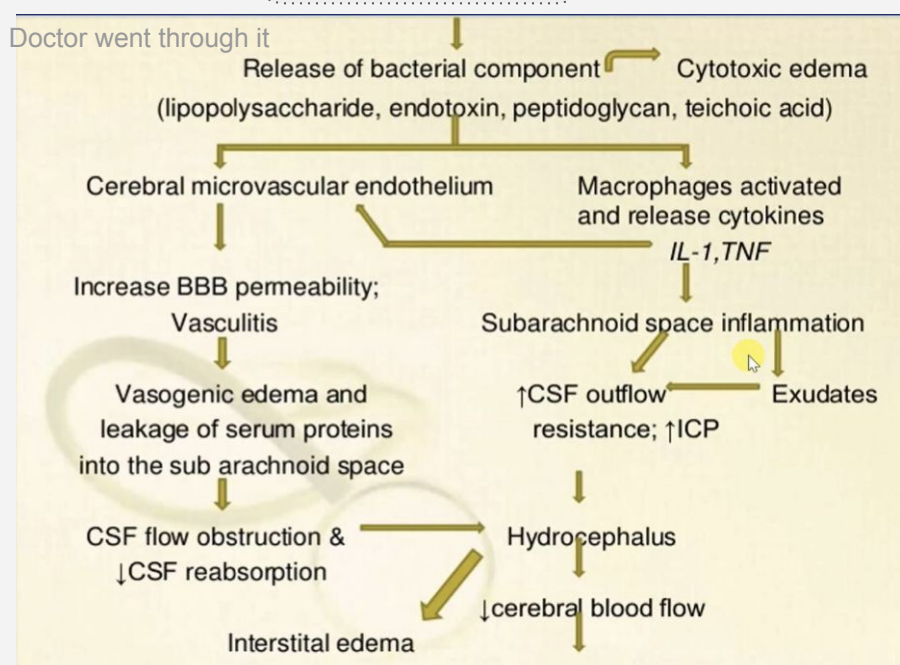 Doctor went through it
Release of bacterial component
Cytotoxic edema
(lipopolysaccharide, endotoxin, peptidoglycan, teichoic acid)
Cerebral microvascular endothelium
Macrophages activated
and release cytokines
IL-1,TNF
Increase BBB permeability;
Vasculitis
Subarachnoid space inflammation
Vasogenic edema and
leakage of serum proteins
into the sub arachnoid space
↑CSF outflow
resistance; ↑ICP
Exudates
CSF flow obstruction &
↓CSF reabsorption
Hydrocephalus
↓cerebral blood flow
Interstital edema